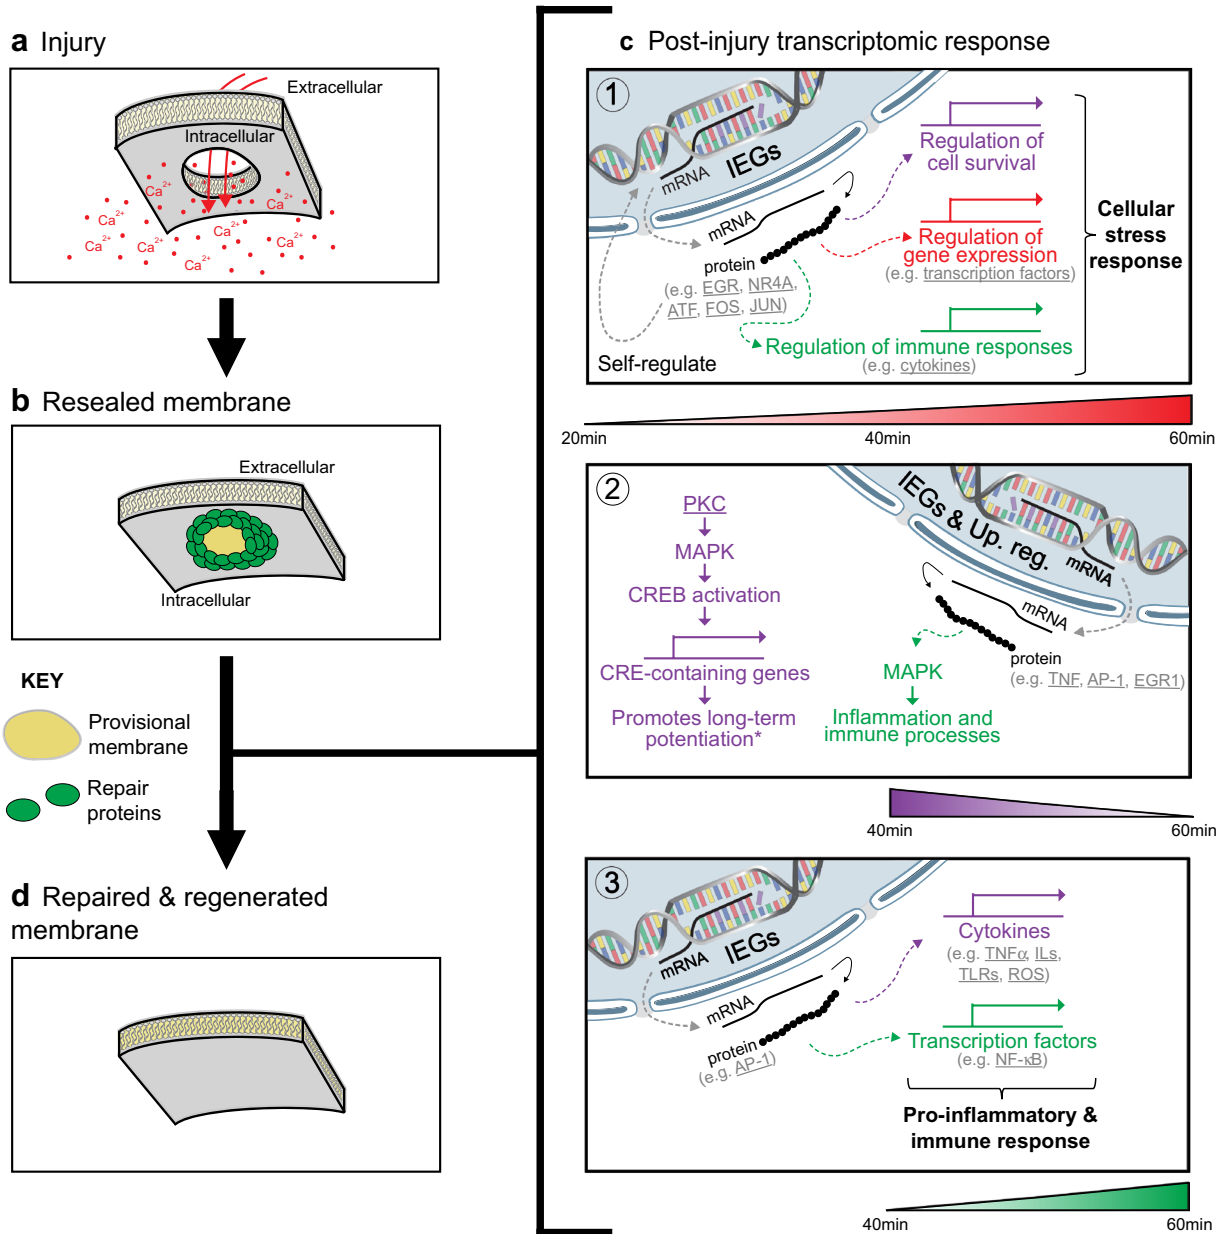 a Injury
Extracellular
Intracellular
Ca2+
Ca2+
Ca2+
Ca2+
Ca2+
Ca2+
Ca2+
Ca2+
b Resealed membrane
Extracellular
Intracellular
KEY
Provisional
membrane
Repair
proteins
d Repaired & regenerated
membrane
c Post-injury transcriptomic response
1
IEGs
mRNA
mRNA
protein
(e.g. EGR, NR4A,
ATF, FOS, JUN)
Self-regulate
Regulation of
cell survival
Regulation of
gene expression
(e.g. transcription factors)
Regulation of immune responses
(e.g. cytokines)
Cellular
stress
response
20min
40min
60min
2
PKC
MAPK
CREB activation
CRE-containing genes
Promotes long-term
potentiation*
IEGs & Up. reg.
mRNA
mRNA
protein
(e.g. TNF, AP-1, EGR1)
MAPK
Inflammation and
immune processes
40min
60min
3
IEGs
mRNA
mRNA
protein
(e.g. AP-1)
Cytokines
(e.g. TNFα, ILs,
TLRs, ROS)
Transcription factors
(e.g. NF-κB)
Pro-inflammatory &
immune response
40min
60min